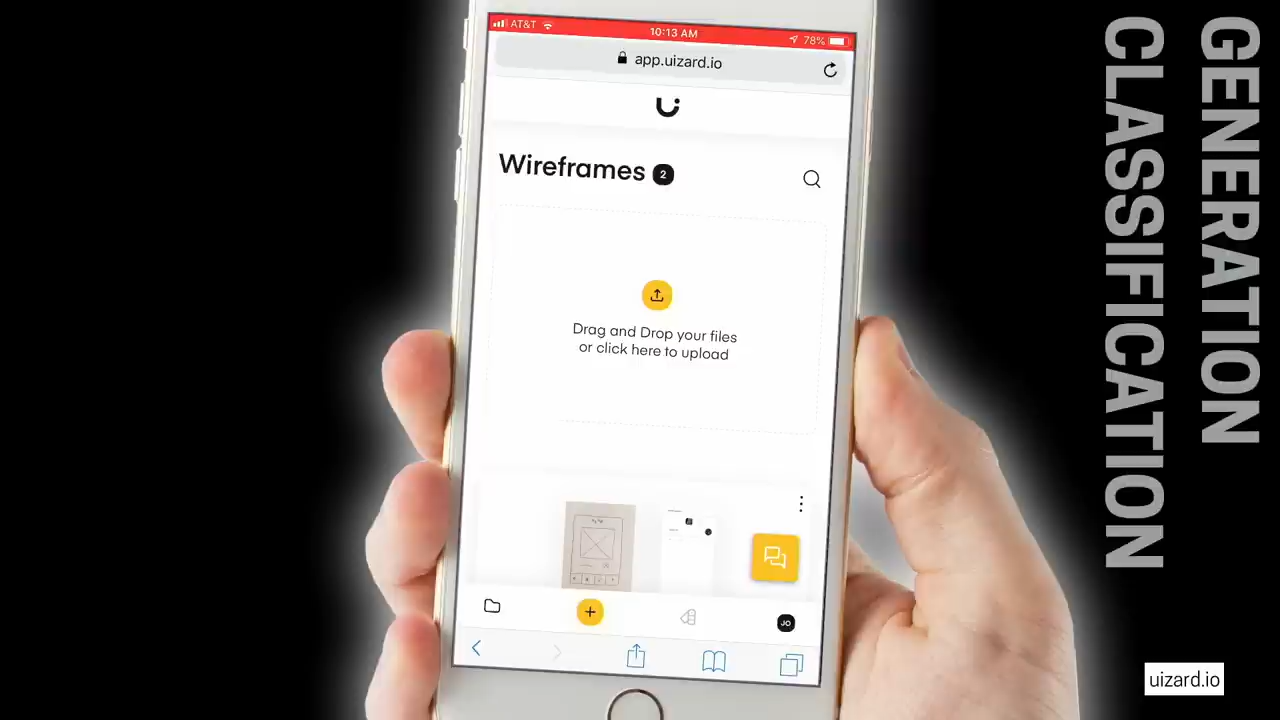 AT&T
10:13 AM
78%
app.uizard.io
Wireframes 2
Drag and Drop your files
or click here to upload
JO
GENERATION
CLASSIFICATION
uizard.io